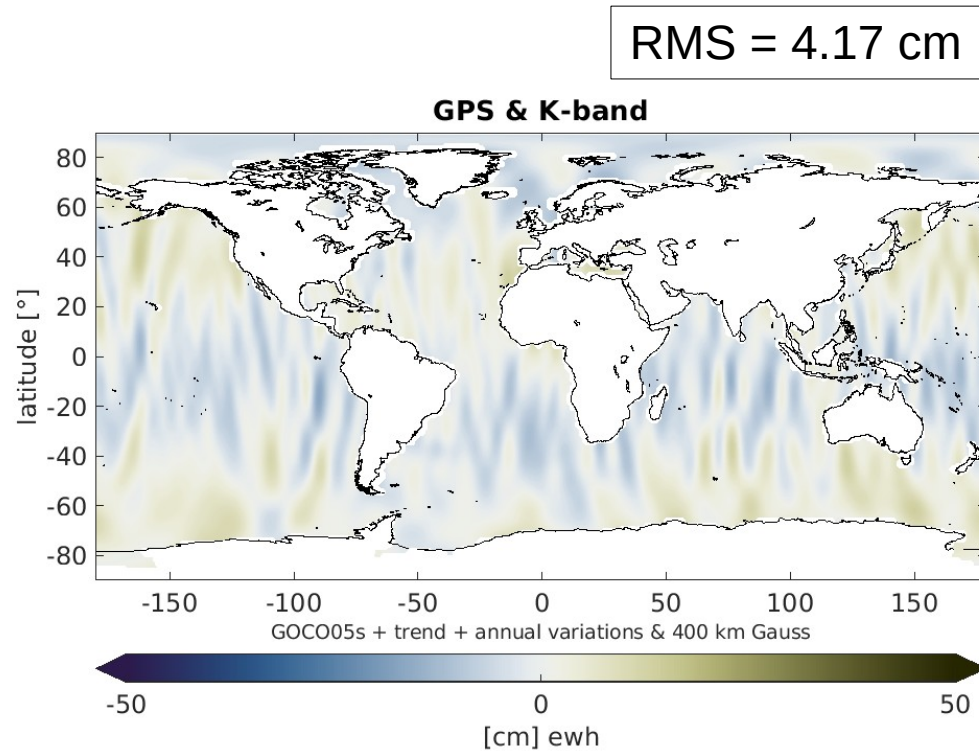 RMS = 4.17 cm
GPS & K-band
80
60
40
20
0
-20
-40
-60
-80
latitude [°]
-150 -100 -50 0 50 100 150
GOCO05s + trend + annual variations & 400 km Gauss
-50 0 50
[cm] ewh